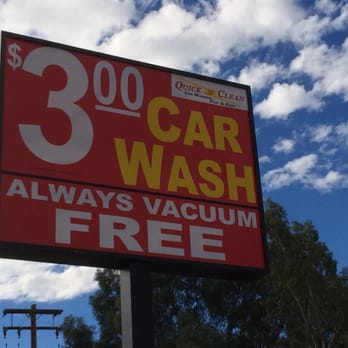 $3.00
QUICK N CLEAN
CAR WASH
ALWAYS VACUUM
FREE